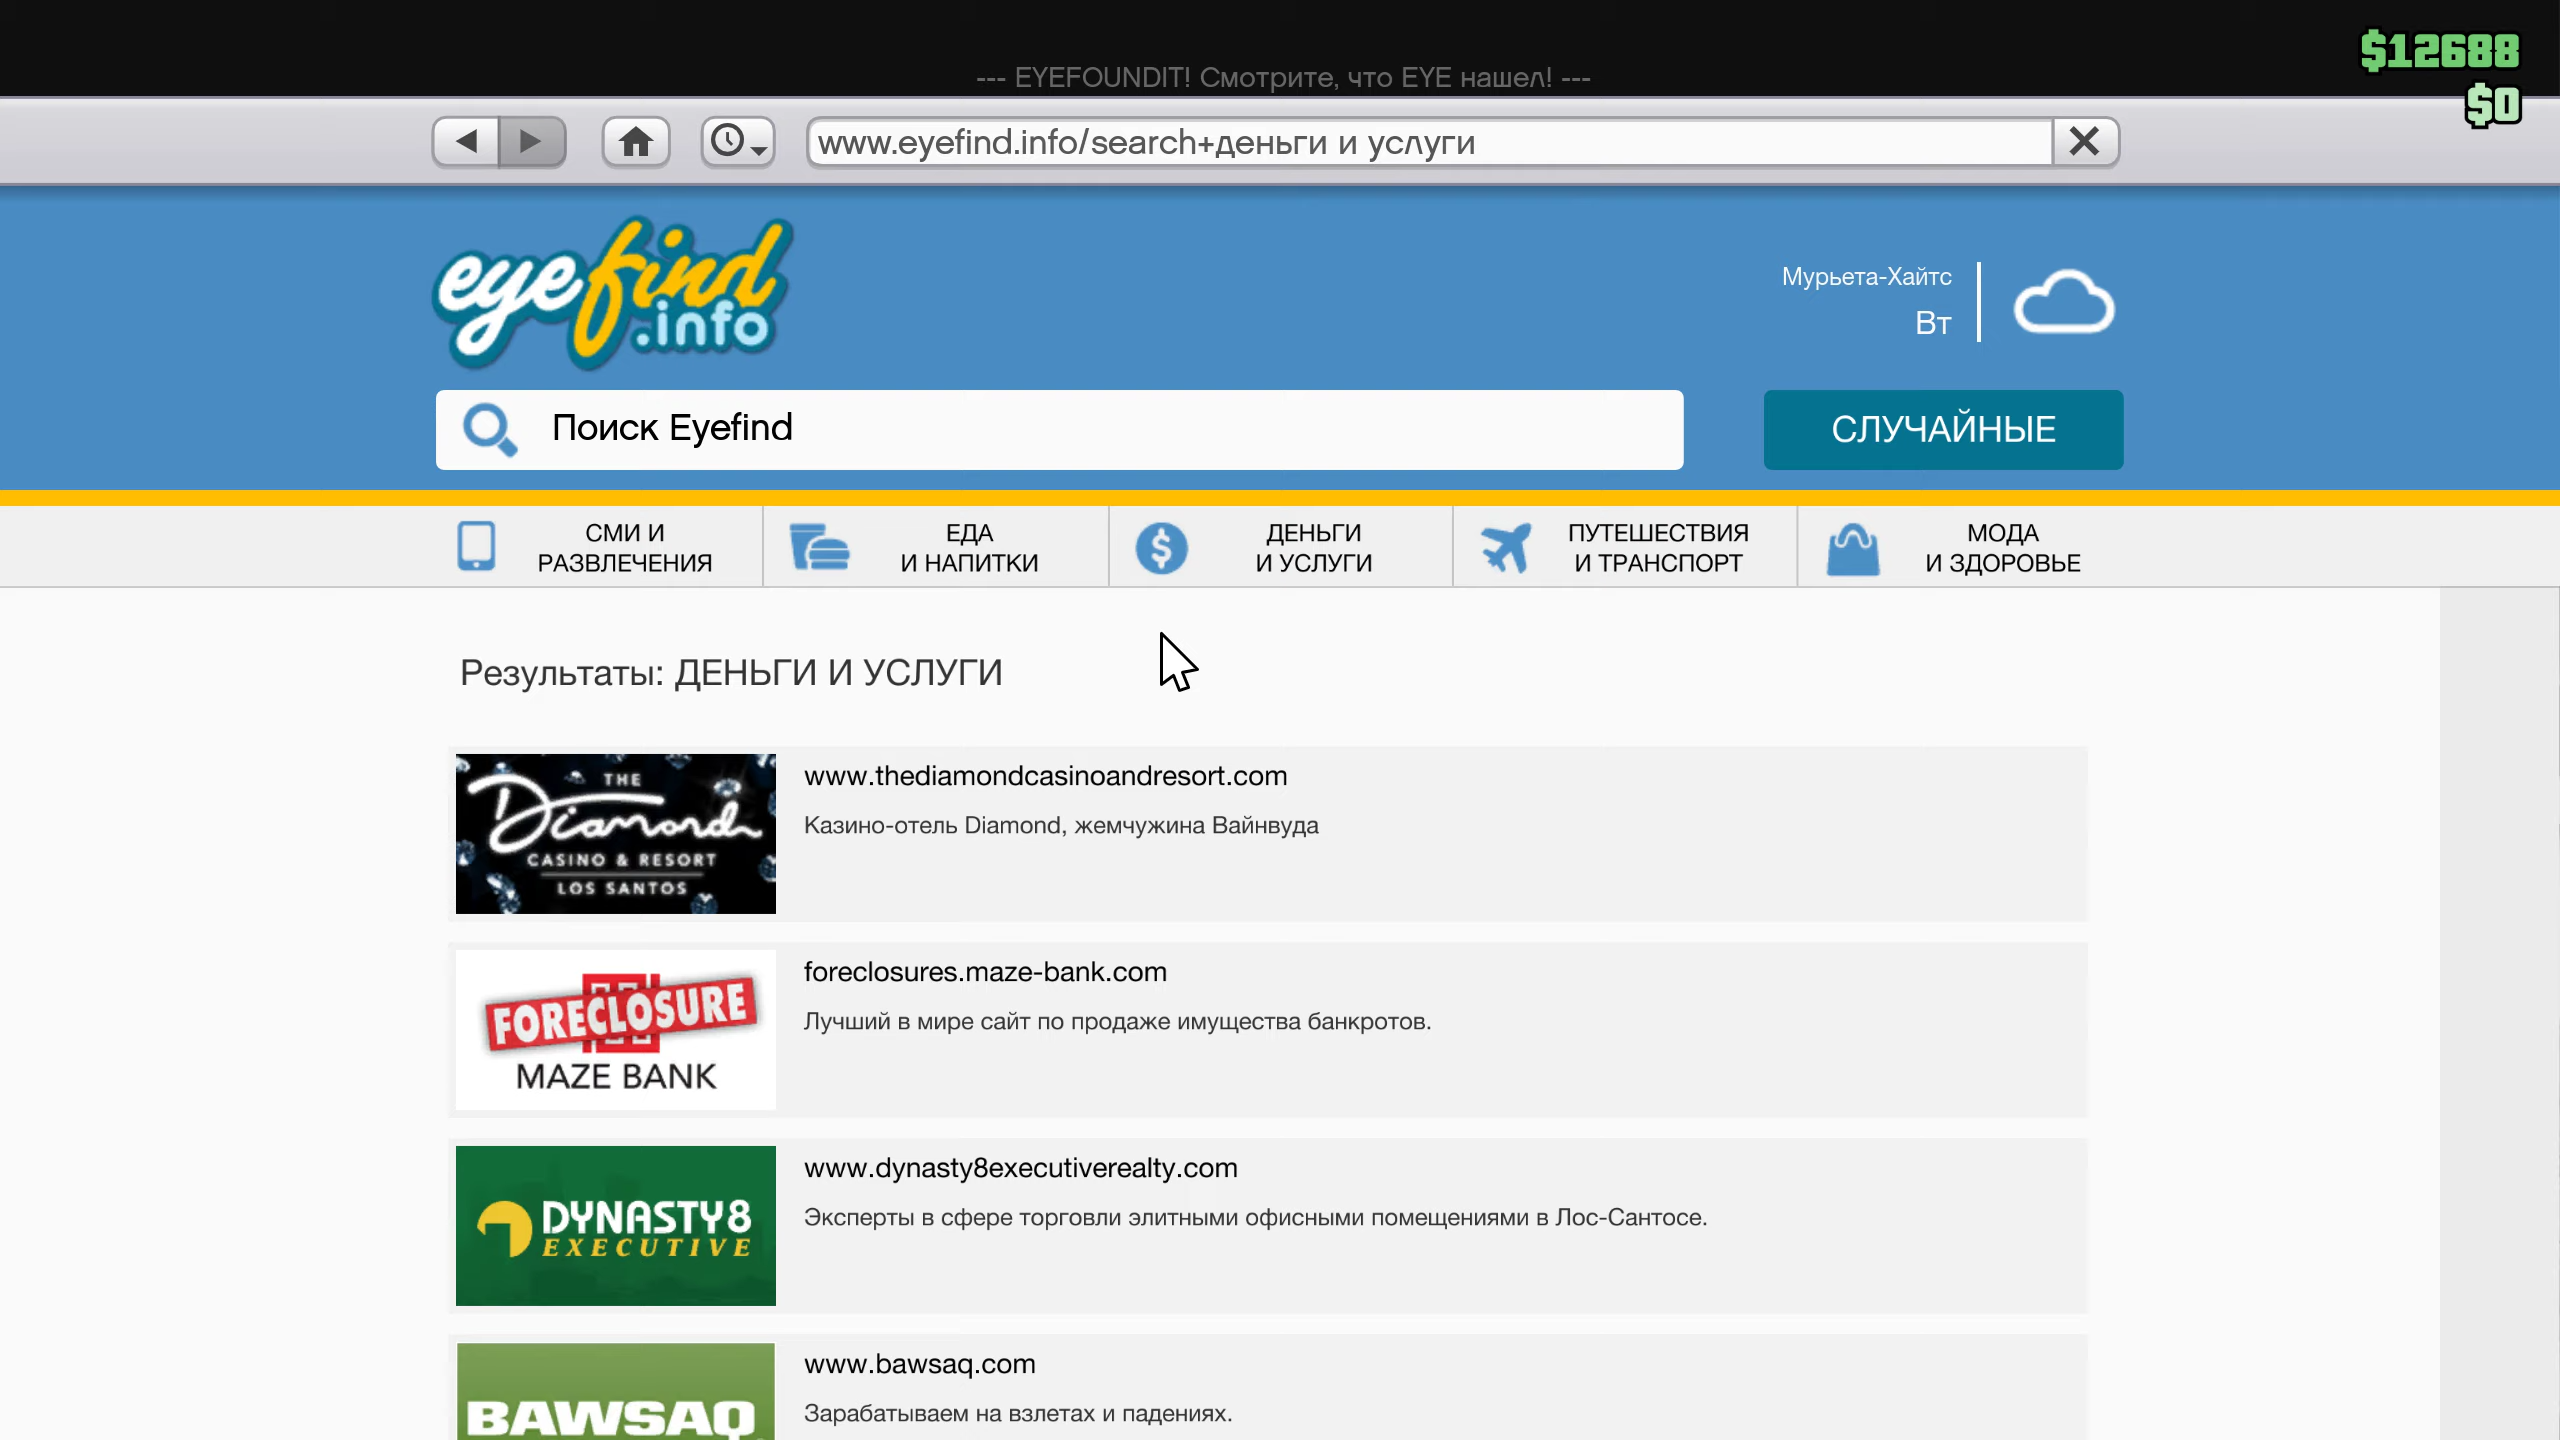 $12688
--- EYEFOUNDIT! Смотрите, что EYE нашел! ---
$0
www.eyefind.info/search+деньги и услуги
eyefind
.info
Мурьета-Хайтс
Вт
Поиск Eyefind
СЛУЧАЙНЫЕ
СМИ И
РАЗВЛЕЧЕНИЯ
ЕДА
И НАПИТКИ
ДЕНЬГИ
И УСЛУГИ
ПУТЕШЕСТВИЯ
И ТРАНСПОРТ
МОДА
И ЗДОРОВЬЕ
Результаты: ДЕНЬГИ И УСЛУГИ
THE
Diamond
CASINO & RESORT
LOS SANTOS
www.thediamondcasinoandresort.com
Казино-отель Diamond, жемчужина Вайнвуда
FORECLOSURE
MAZE BANK
foreclosures.maze-bank.com
Лучший в мире сайт по продаже имущества банкротов.
DYNASTY8
EXECUTIVE
www.dynasty8executiverealty.com
Эксперты в сфере торговли элитными офисными помещениями в Лос-Сантосе.
BAWSAQ
www.bawsaq.com
Зарабатываем на взлетах и падениях.